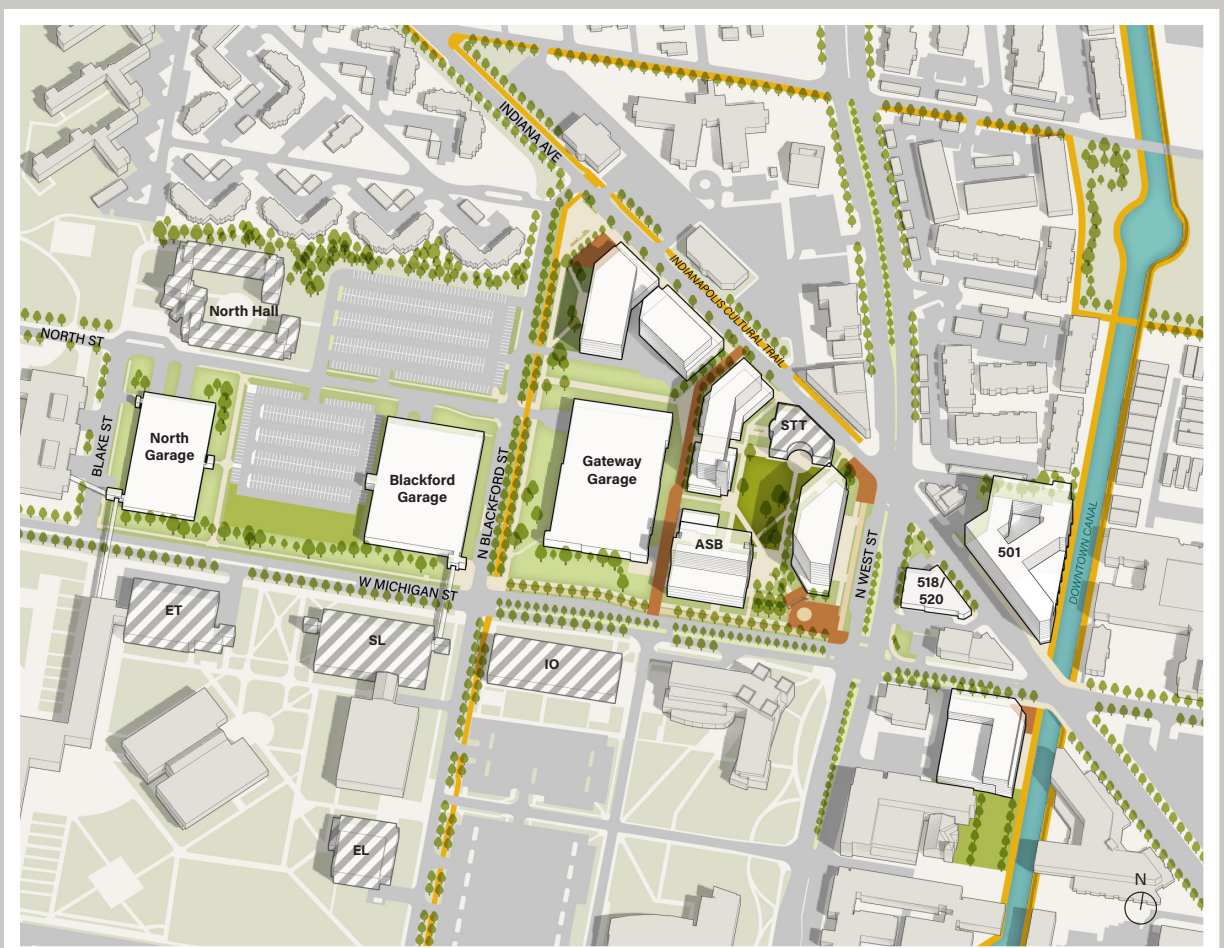 INDIANA AVE
INDIANAPOLIS CULTURAL TRAIL
North Hall
NORTH ST
BLAKE ST
North
Garage
Blackford
Garage
N BLACKFORD ST
Gateway
Garage
STT
ASB
N WEST ST
501
518/
520
DOWNTOWN CANAL
W MICHIGAN ST
ET
SL
IO
EL
N